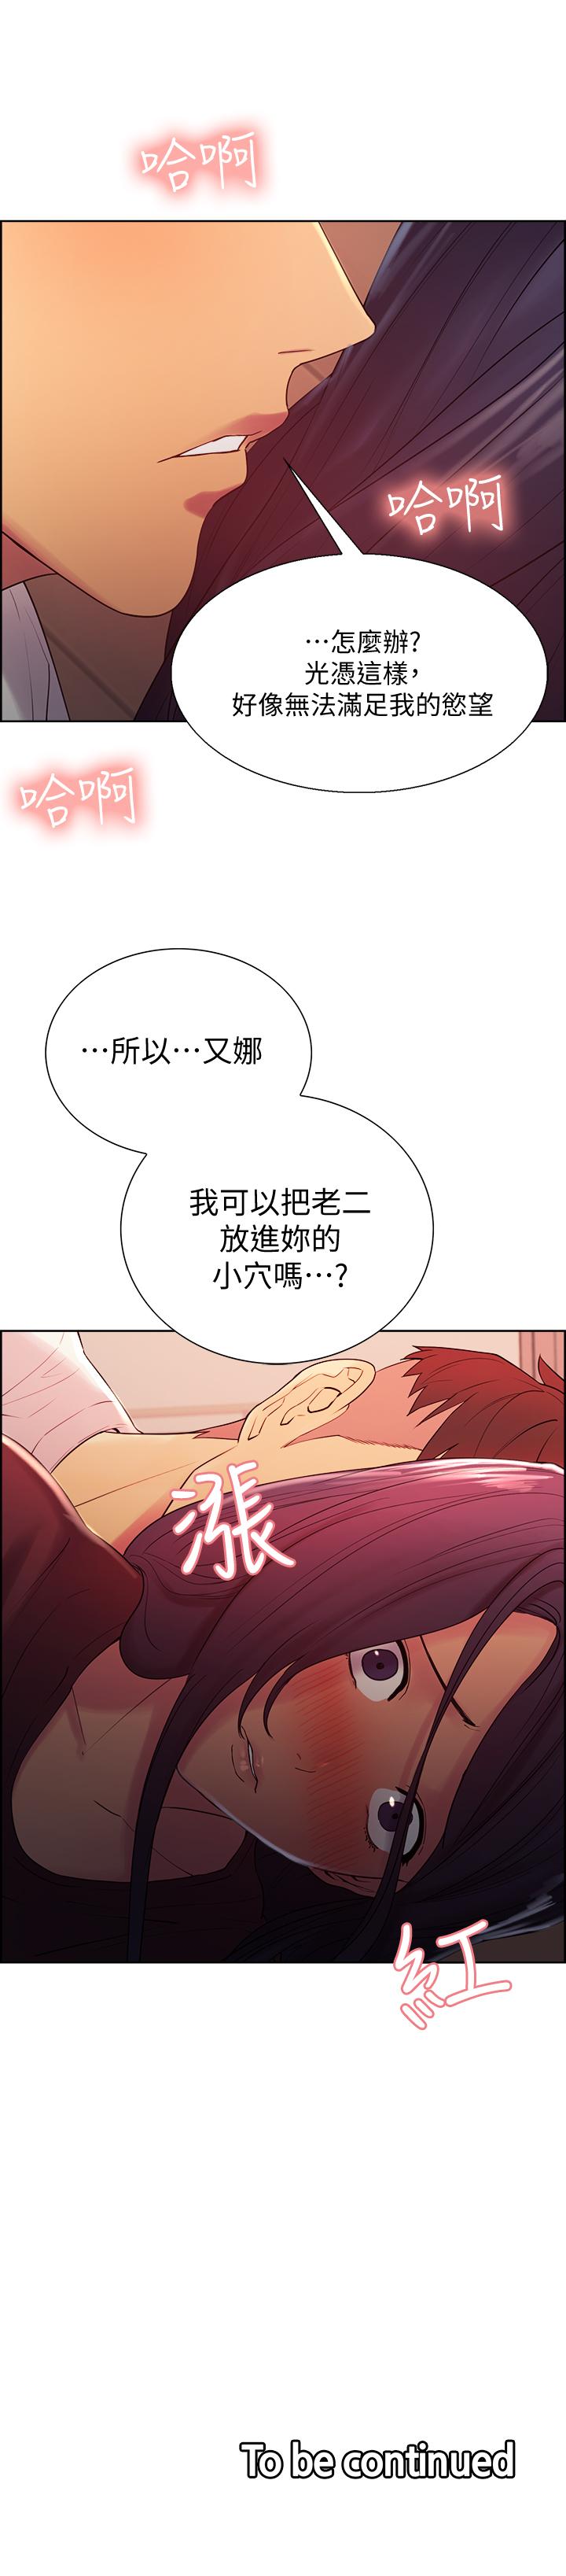 哈啊
哈啊
…怎麼辦?
光憑這樣,
好像無法滿足我的慾望
哈啊
…所以…又娜
我可以把老二
放進妳的
小穴嗎…?
漲
紅
To be continued